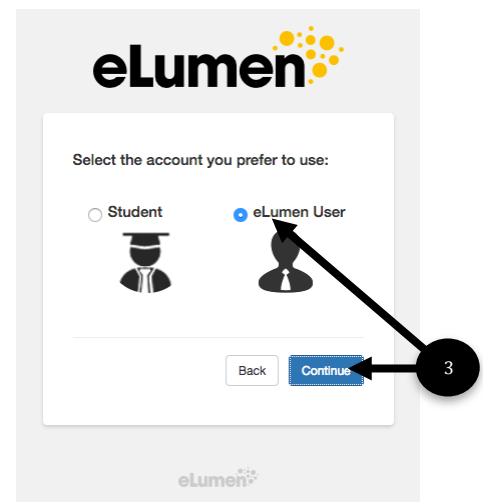 eLumen
Select the account you prefer to use:
Student eLumen User
3
Back Continue
eLumen